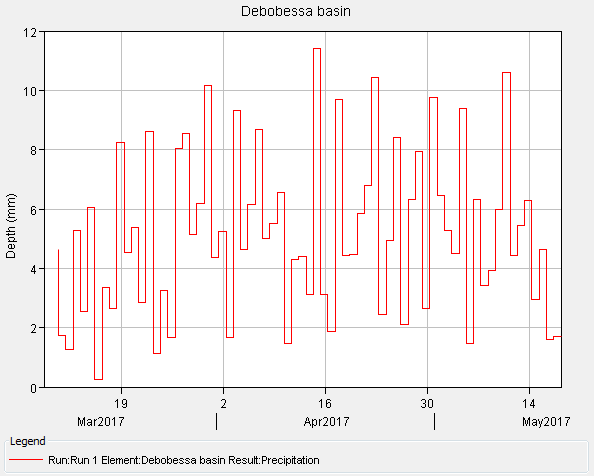 Debobessa basin
12
10
8
6
4
2
0
Depth (mm)
19 2 16 30 14
Mar2017 Apr2017 May2017
Legend
Run:Run 1 Element:Debobessa basin Result:Precipitation